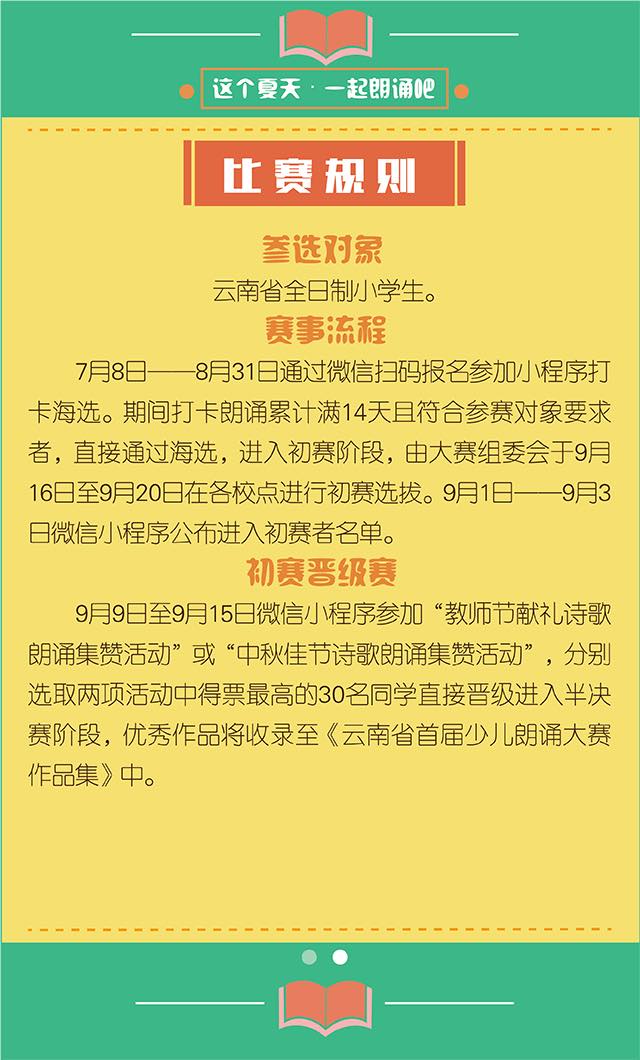 这个夏天·一起朗诵吧
比赛规则
参选对象
云南省全日制小学生。
赛事流程
7月8日——8月31日通过微信扫码报名参加小程序打
卡海选。期间打卡朗诵累计满14天且符合参赛对象要求
者，直接通过海选，进入初赛阶段，由大赛组委会于9月
16日至9月20日在各校点进行初赛选拔。9月1日——9月3
日微信小程序公布进入初赛者名单。
初赛晋级赛
9月9日至9月15日微信小程序参加“教师节献礼诗歌
朗诵集赞活动”或“中秋佳节诗歌朗诵集赞活动”，分别
选取两项活动中得票最高的30名同学直接晋级进入半决
赛阶段，优秀作品将收录至《云南省首届少儿朗诵大赛
作品集》中。